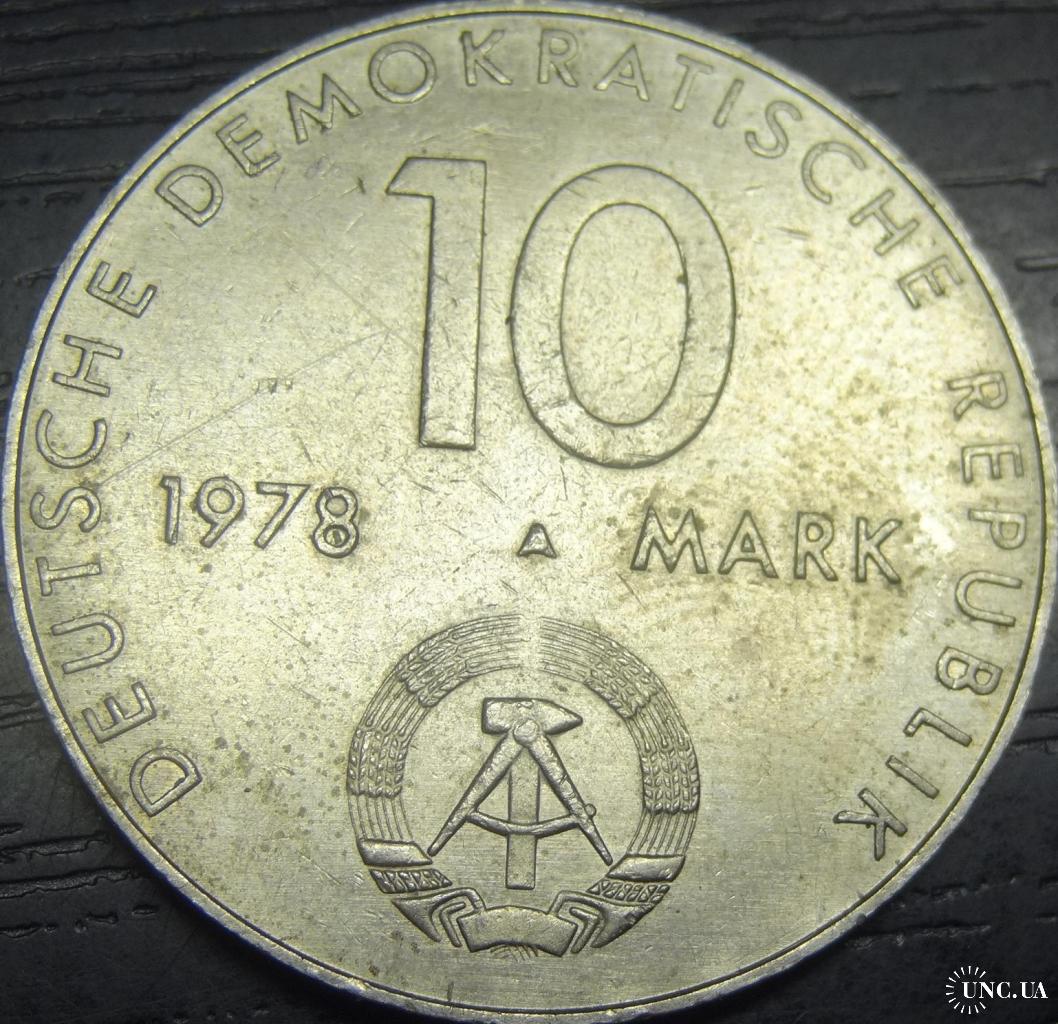 DEUTSCHE DEMOKRATISCHE REPUBLIK
10
1978 A MARK
UNC.UA